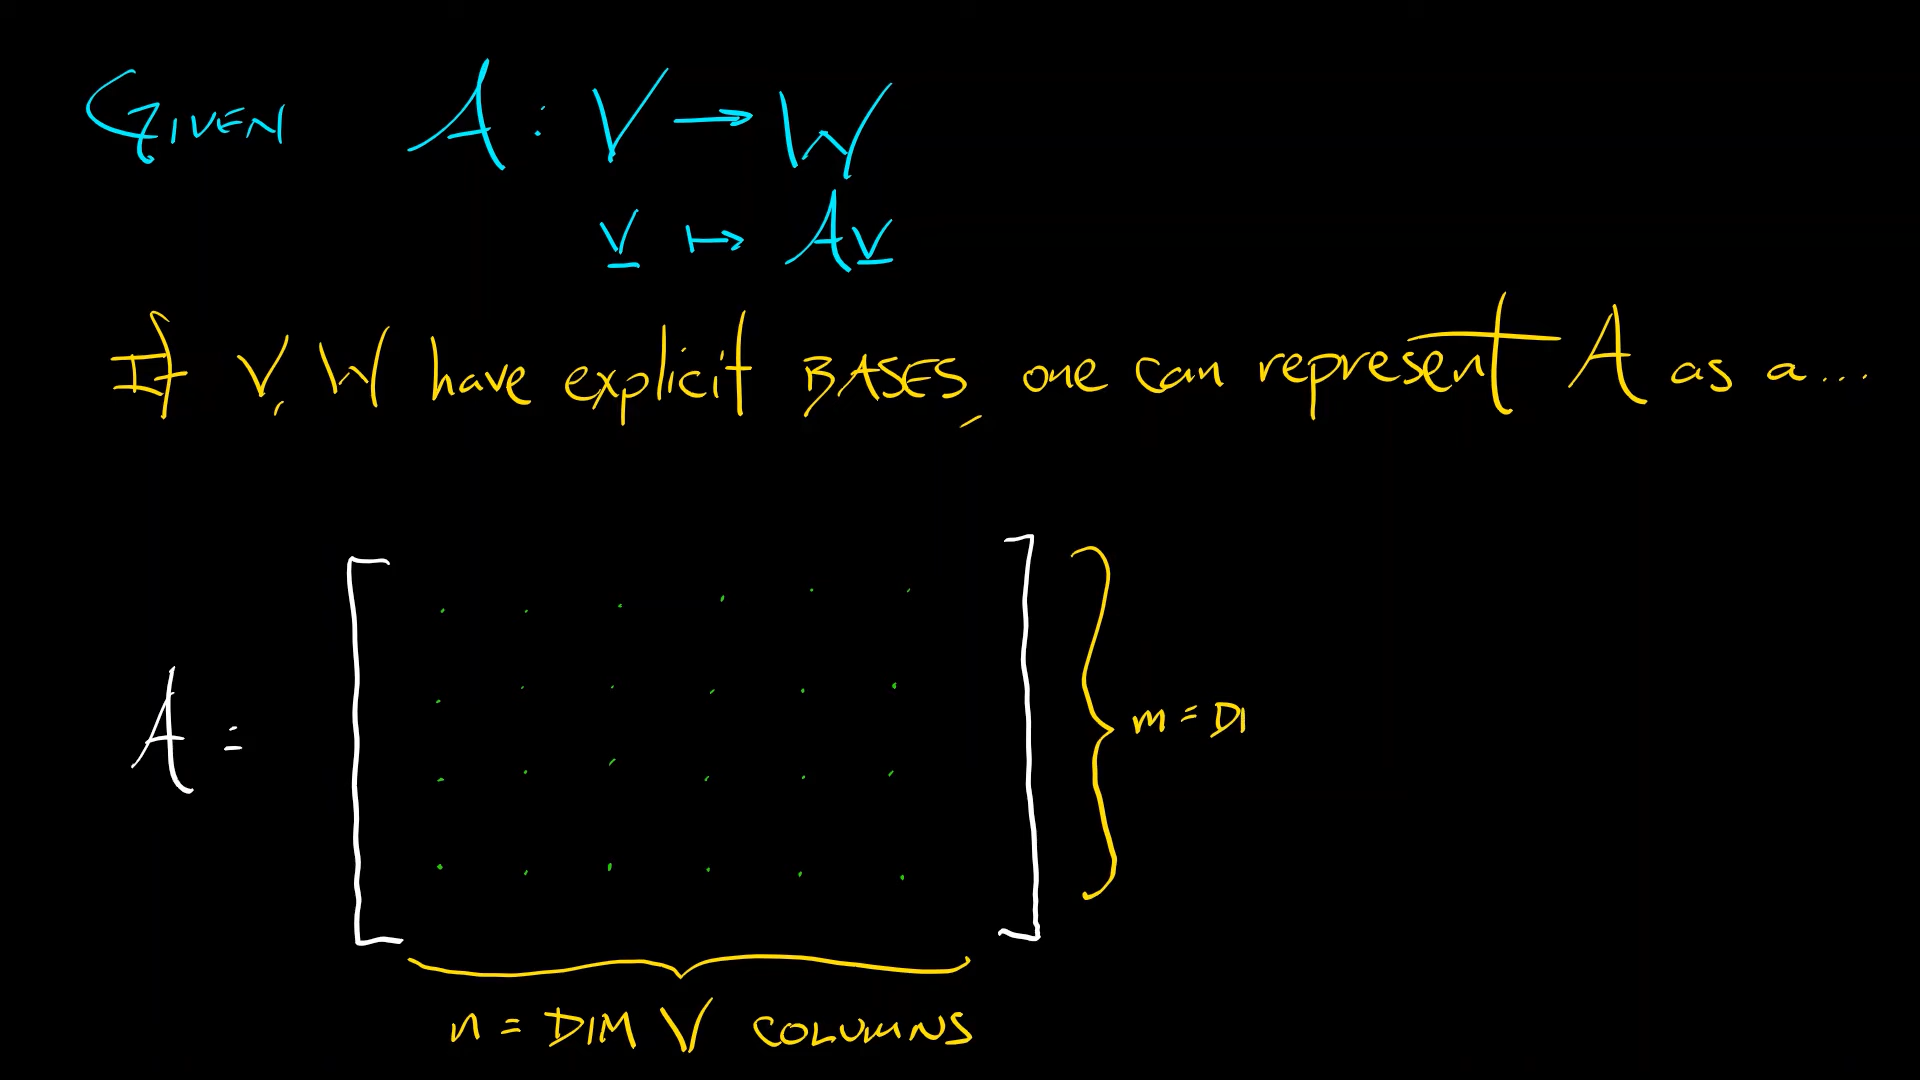 GIVEN A : V → W
v ↦ Av
If V, W have explicit BASES, one can represent A as a...
A =
m = DI
n = DIM V COLUMNS